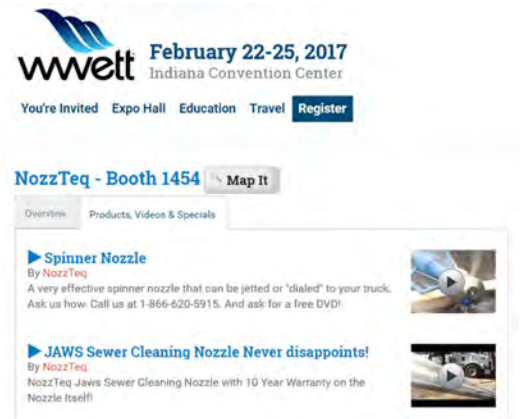 wwett
February 22-25, 2017
Indiana Convention Center
You're Invited Expo Hall Education Travel Register
NozzTeq - Booth 1454 Map It
Overview Products, Videos & Specials
Spinner Nozzle
By NozzTeq
A very effective spinner nozzle that can be jetted or "dialed" to your truck.
Ask us how. Call us at 1-866-620-5915. And ask for a free DVD!
JAWS Sewer Cleaning Nozzle Never disappoints!
By NozzTeq
NozzTeq Jaws Sewer Cleaning Nozzle with 10 Year Warranty on the
Nozzle Itself!